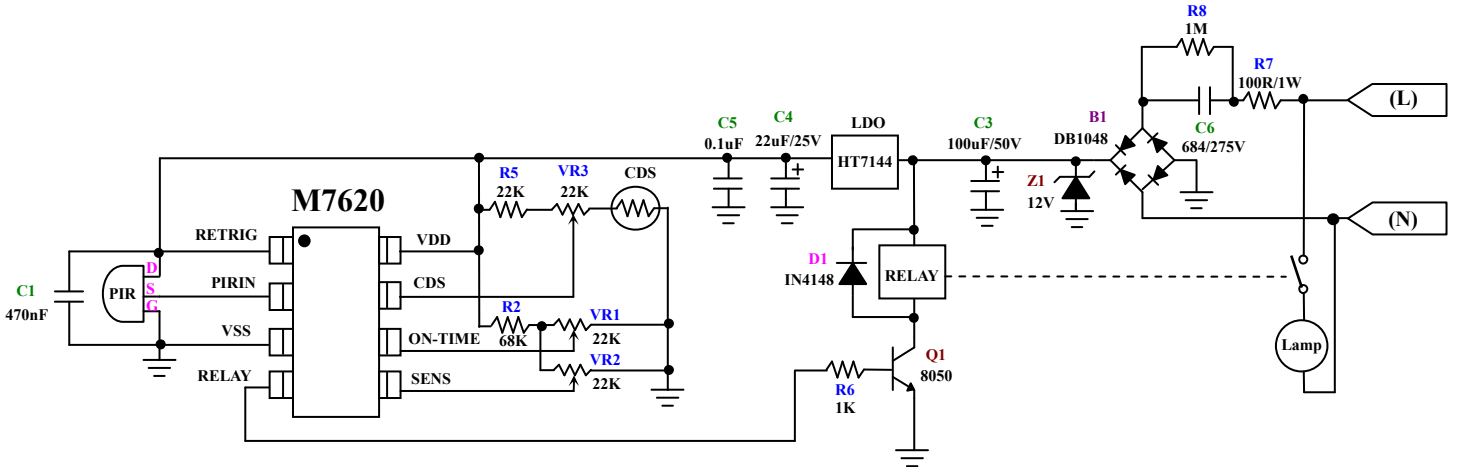 R8
1M
R7
100R/1W
(L)
C6
684/275V
B1
DB1048
C3
100uF/50V
LDO
HT7144
C4
22uF/25V
C5
0.1uF
Z1
12V
(N)
R5
22K
VR3
22K
CDS
M7620
RETRIG
VDD
D
PIR
S
G
PIRIN
CDS
C1
470nF
VSS
ON-TIME
RELAY
SENS
R2
68K
VR1
22K
VR2
22K
D1
IN4148
RELAY
Lamp
Q1
8050
R6
1K
+
+